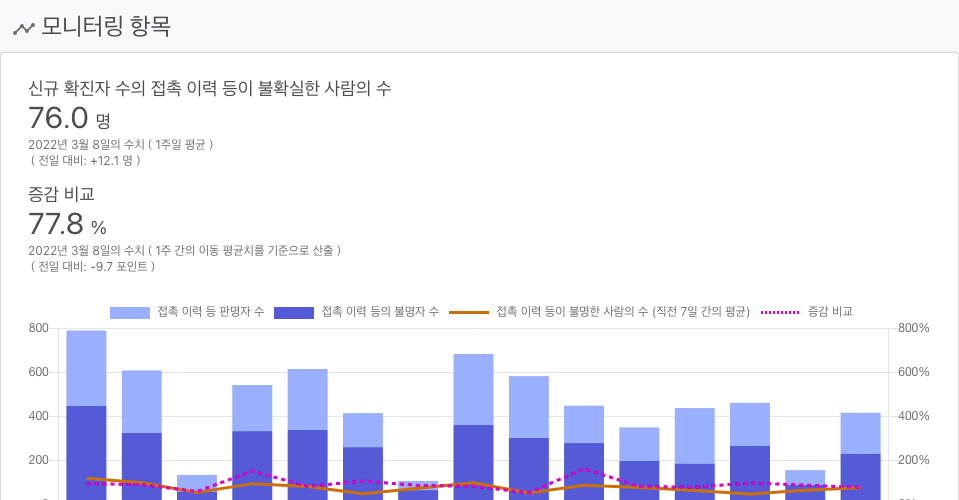 모니터링 항목
신규 확진자 수의 접촉 이력 등이 불확실한 사람의 수
76.0 명
2022년 3월 8일의 수치 ( 1주일 평균 )
( 전일 대비: +12.1 명 )
증감 비교
77.8 %
2022년 3월 8일의 수치 ( 1주 간의 이동 평균치를 기준으로 산출 )
( 전일 대비: -9.7 포인트 )
접촉 이력 등 판명자 수 접촉 이력 등의 불명자 수 접촉 이력 등이 불명한 사람의 수 (직전 7일 간의 평균) 증감 비교
800 800%
600 600%
400 400%
200 200%